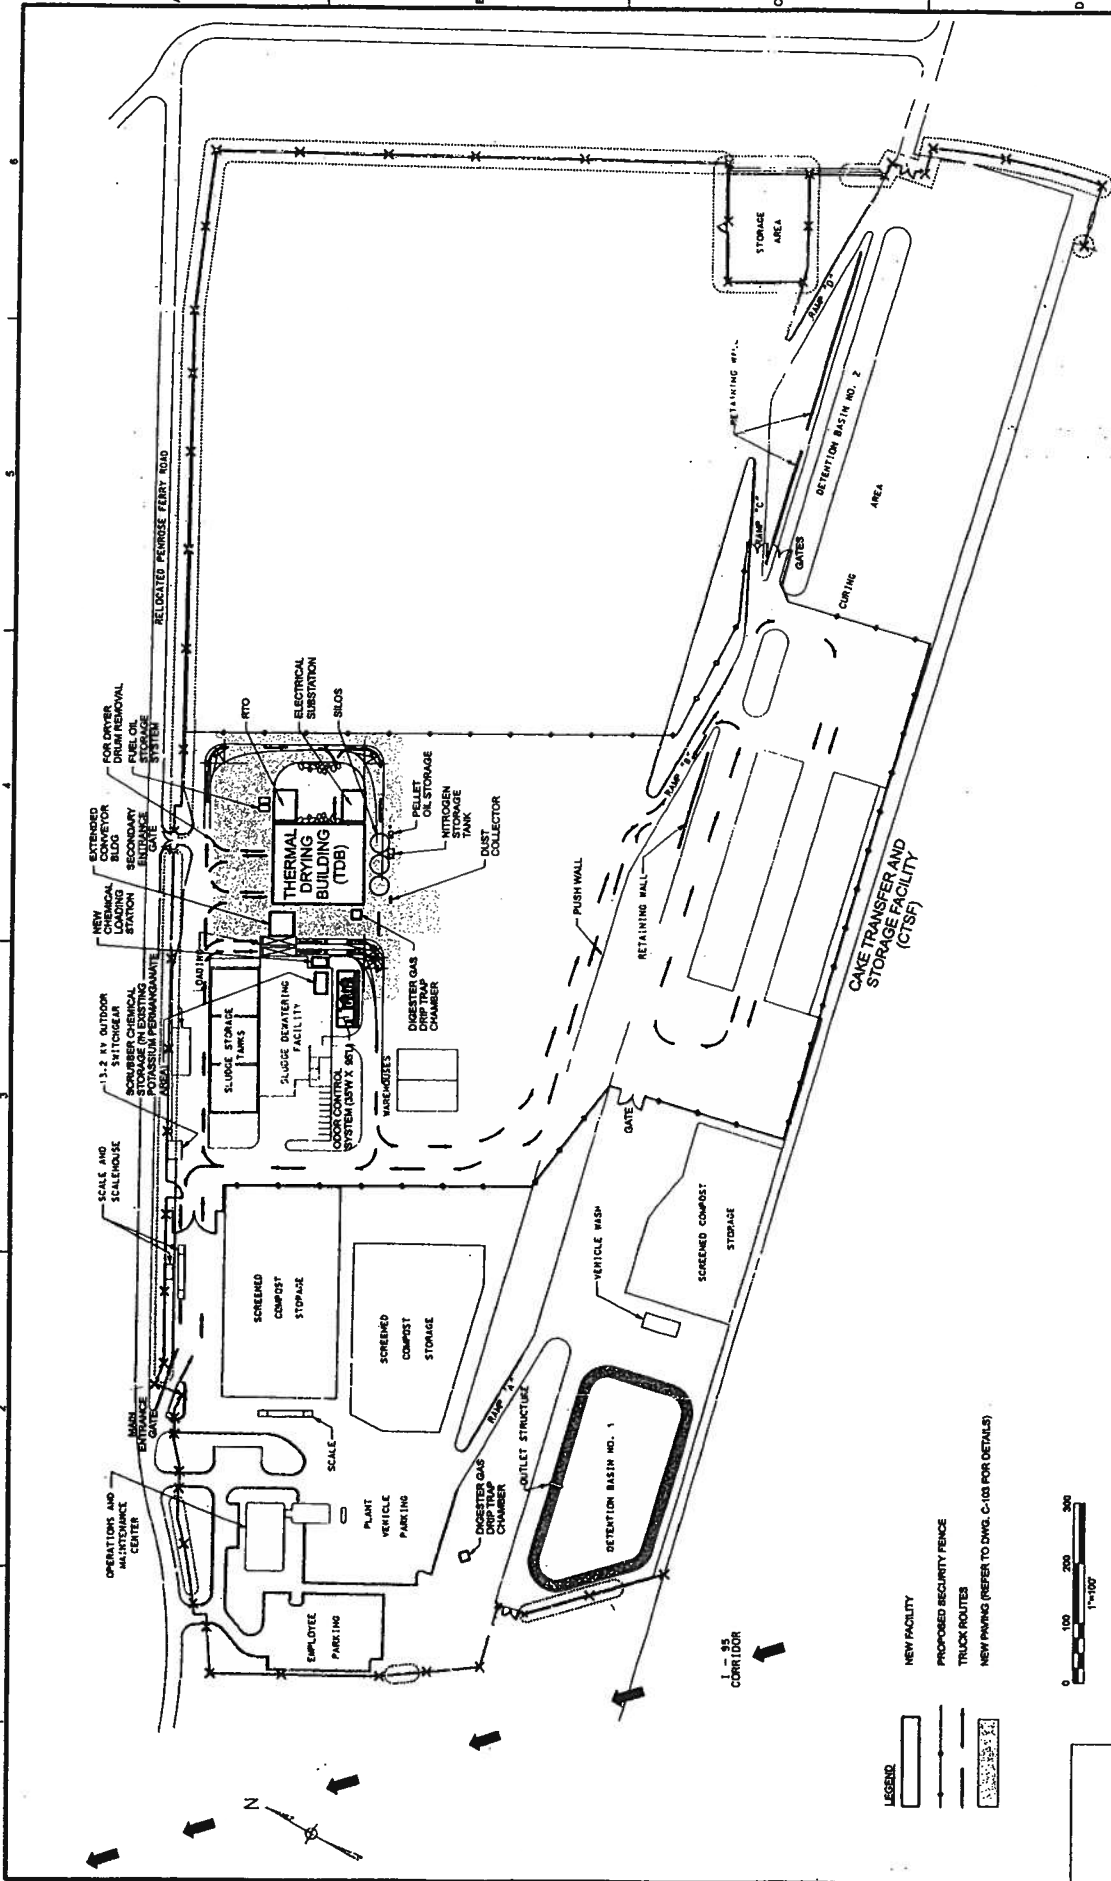 A
B
C
D
6
5
4
3
2
RELOCATED PENROSE FERRY ROAD
STORAGE
AREA
RAMP "D"
RETAINING
DETENTION BASIN NO. 2
AREA
CURING
RAMP "C"
GATES
FOR DRYER
DRUM REMOVAL
FUEL OIL
STORAGE
SYSTEM
RTO
ELECTRICAL
SUBSTATION
SILOS
EXTENDED
CONVEYOR
BLDG
SECONDARY
ENTRANCE
GATE
NEW
CHEMICAL
LOADING
STATION
THERMAL
DRYING
BUILDING
(TDB)
PELLET
OIL STORAGE
NITROGEN
STORAGE
TANK
DUST
COLLECTOR
DIGESTER GAS
DRIP TRAP
CHAMBER
13.2 KV OUTDOOR
SWITCHGEAR
SCRUBBER CHEMICAL
STORAGE (IN EXISTING
POTASSIUM PERMANGANATE
AREA)
LOADING
SLUDGE STORAGE
TANKS
SLUDGE DEWATERING
FACILITY
ODOR CONTROL
SYSTEM (35'W X 95'L)
WAREHOUSES
RAMP "B"
PUSH WALL
RETAINING WALL
CAKE TRANSFER AND
STORAGE FACILITY
(CTSF)
GATE
SCALE AND
SCALEHOUSE
SCREENED
COMPOST
STORAGE
SCREENED
COMPOST
STORAGE
SCREENED COMPOST
STORAGE
VEHICLE WASH
MAIN
ENTRANCE
GATE
SCALE
RAMP "A"
OUTLET STRUCTURE
DETENTION BASIN NO. 1
OPERATIONS AND
MAINTENANCE
CENTER
PLANT
VEHICLE
PARKING
DIGESTER GAS
DRIP TRAP
CHAMBER
EMPLOYEE
PARKING
I - 95
CORRIDOR
N
LEGEND
NEW FACILITY
PROPOSED SECURITY FENCE
TRUCK ROUTES
NEW PAVING (REFER TO DWG. C-103 FOR DETAILS)
0 100 200 300
1"=100'